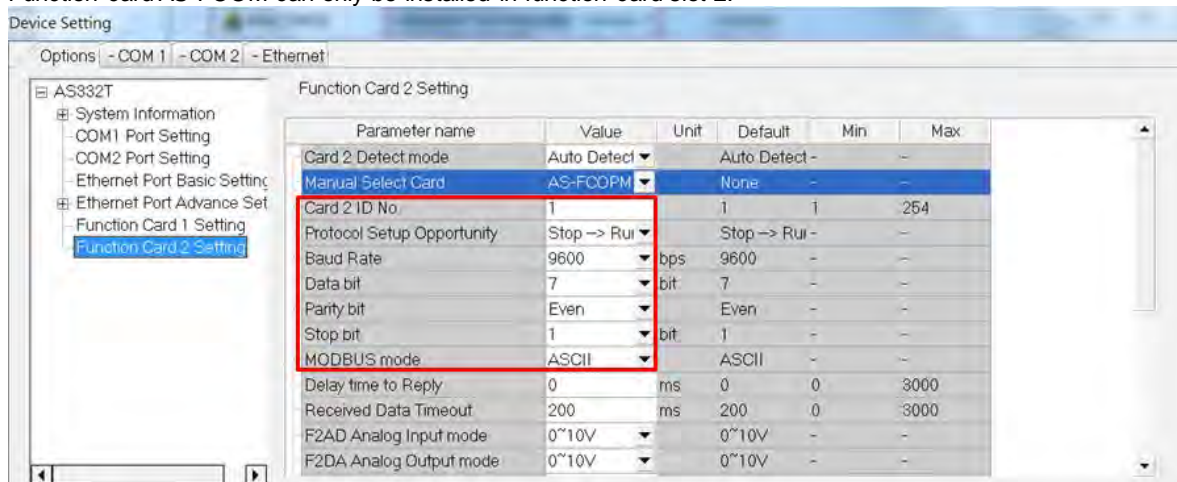 Device Setting
Options - COM 1 - COM 2 - Ethernet
AS332T
System Information
COM1 Port Setting
COM2 Port Setting
Ethernet Port Basic Setting
Ethernet Port Advance Set
Function Card 1 Setting
Function Card 2 Setting
Function Card 2 Setting
Parameter name Value Unit Default Min Max
Card 2 Detect mode Auto Detect Auto Detect - -
Manual Select Card AS-FCOPM None - -
Card 2 ID No. 1 1 1 254
Protocol Setup Opportunity Stop --> Rui Stop --> Rui - -
Baud Rate 9600 bps 9600 - -
Data bit 7 bit 7 - -
Parity bit Even Even - -
Stop bit 1 bit 1 - -
MODBUS mode ASCII ASCII - -
Delay time to Reply 0 ms 0 0 3000
Received Data Timeout 200 ms 200 0 3000
F2AD Analog Input mode 0~10V 0~10V - -
F2DA Analog Output mode 0~10V 0~10V - -